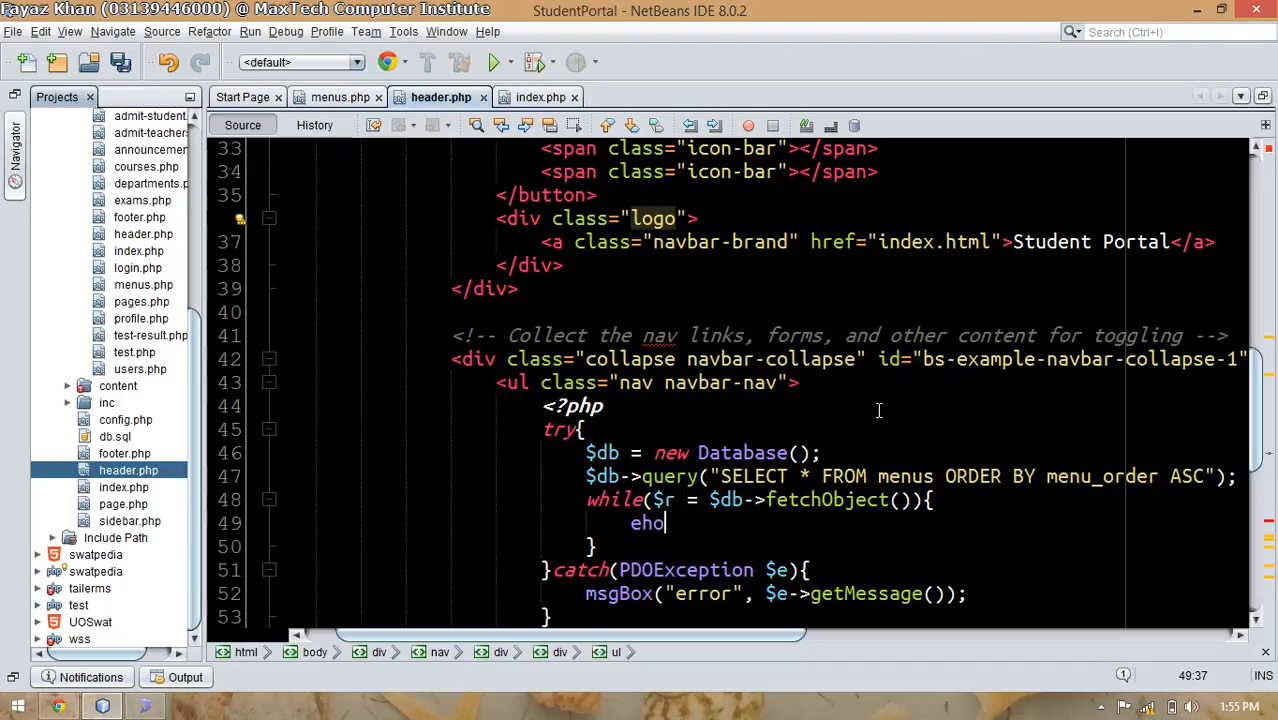 Fayaz Khan (03139446000) @ MaxTech Computer Institute
StudentPortal - NetBeans IDE 8.0.2
File Edit View Navigate Source Refactor Run Debug Profile Team Tools Window Help
Search (Ctrl+I)
<default>
Projects
Start Page menus.php header.php index.php
Navigator
Source History
admit-student.
admit-teachers
announcemen
courses.php
departments.p
exams.php
footer.php
header.php
index.php
login.php
menus.php
pages.php
profile.php
test-result.php
test.php
users.php
content
inc
config.php
db.sql
footer.php
header.php
index.php
page.php
sidebar.php
Include Path
swatpedia
swatpedia
tailerms
test
UOSwat
wss
33 <span class="icon-bar"></span>
34 <span class="icon-bar"></span>
35 </button>
<div class="logo">
37 <a class="navbar-brand" href="index.html">Student Portal</a>
38 </div>
39 </div>
40
41 <!-- Collect the nav links, forms, and other content for toggling -->
42 <div class="collapse navbar-collapse" id="bs-example-navbar-collapse-1"
43 <ul class="nav navbar-nav">
44 <?php
45 try{
46 $db = new Database();
47 $db->query("SELECT * FROM menus ORDER BY menu_order ASC");
48 while($r = $db->fetchObject()){
49 eho
50 }
51 }catch(PDOException $e){
52 msgBox("error", $e->getMessage());
53 }
html body div nav div div ul
Notifications Output
1 49:37 INS
1:55 PM